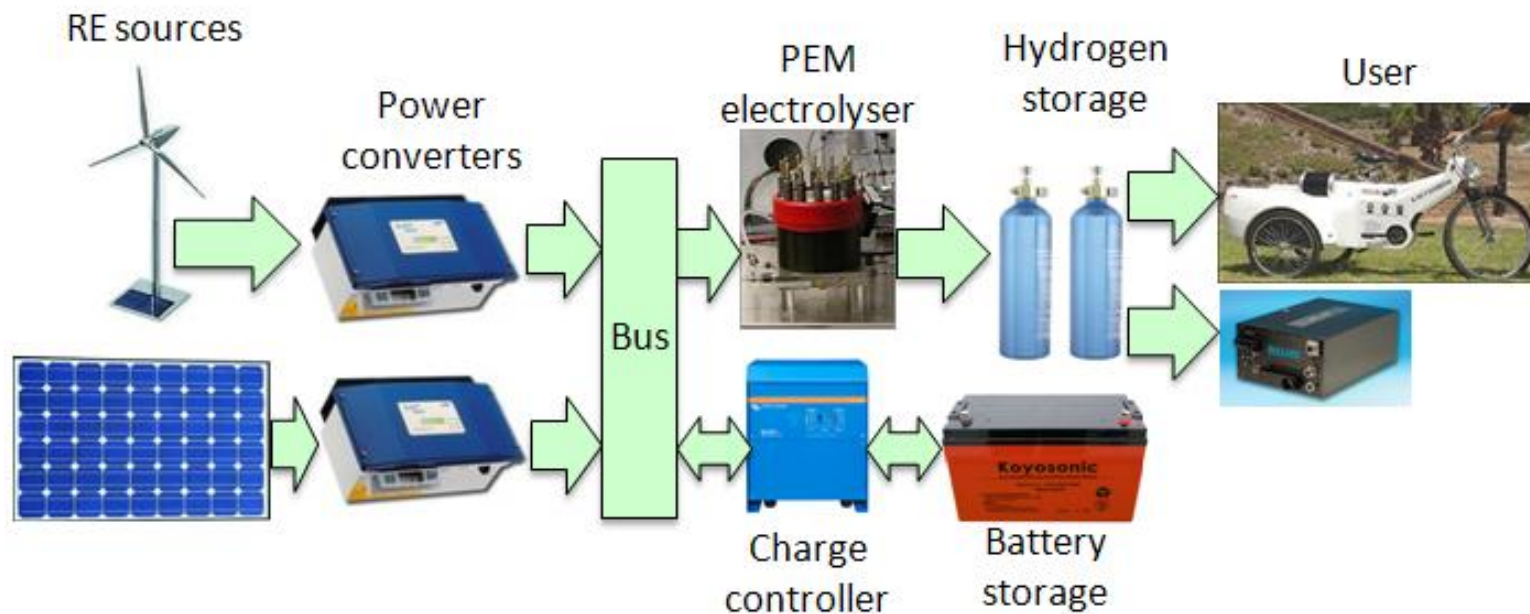 RE sources
Power
converters
PEM
electrolyser
Hydrogen
storage
User
Bus
Koyosonic
Charge
controller
Battery
storage